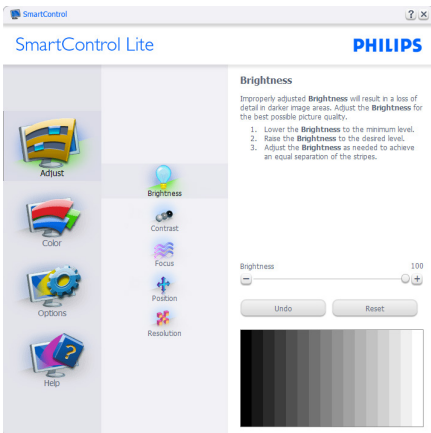 SmartControl
SmartControl Lite
PHILIPS
Adjust
Color
Options
Help
Brightness
Contrast
Focus
Position
Resolution
Brightness
Improperly adjusted Brightness will result in a loss of
detail in darker image areas. Adjust the Brightness for
the best possible picture quality.
1. Lower the Brightness to the minimum level.
2. Raise the Brightness to the desired level.
3. Adjust the Brightness as needed to achieve
an equal separation of the stripes.
Brightness 100
Undo Reset